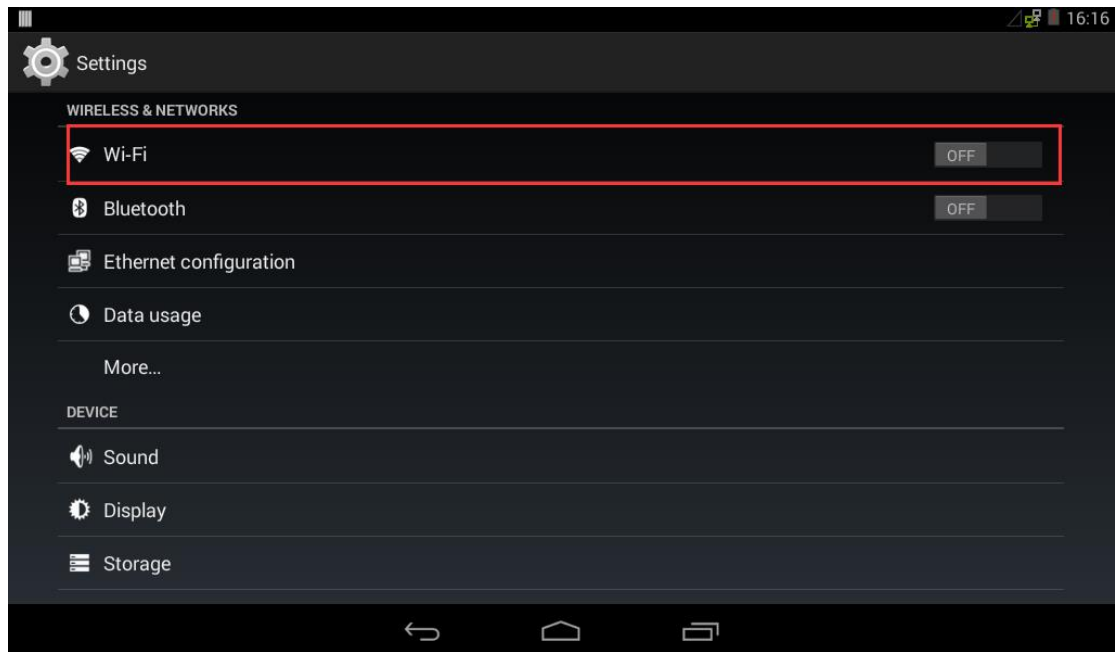 16:16
Settings
WIRELESS & NETWORKS
Wi-Fi OFF
Bluetooth OFF
Ethernet configuration
Data usage
More...
DEVICE
Sound
Display
Storage